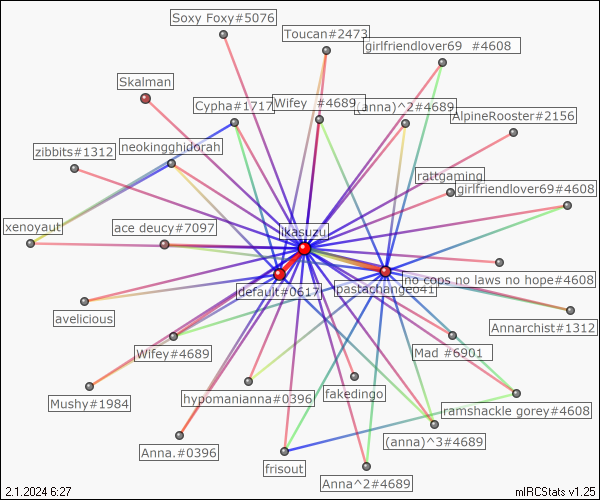 Soxy Foxy#5076
Toucan#2473
girlfriendlover69 #4608
Skalman
Cypha#1717
Wifey #4689
(anna)^2#4689
AlpineRooster#2156
zibbits#1312
neokingghidorah
rattgaming
girlfriendlover69#4608
xenoyaut
ace deucy#7097
likasuzu
no cops no laws no hope#4608
default#0617
pastachange041
avelicious
Annarchist#1312
Wifey#4689
Mad #6901
Mushy#1984
hypomanianna#0396
fakedingo
ramshackle gorey#4608
Anna.#0396
(anna)^3#4689
frisout
Anna^2#4689
2.1.2024 6:27
mIRCStats v1.25